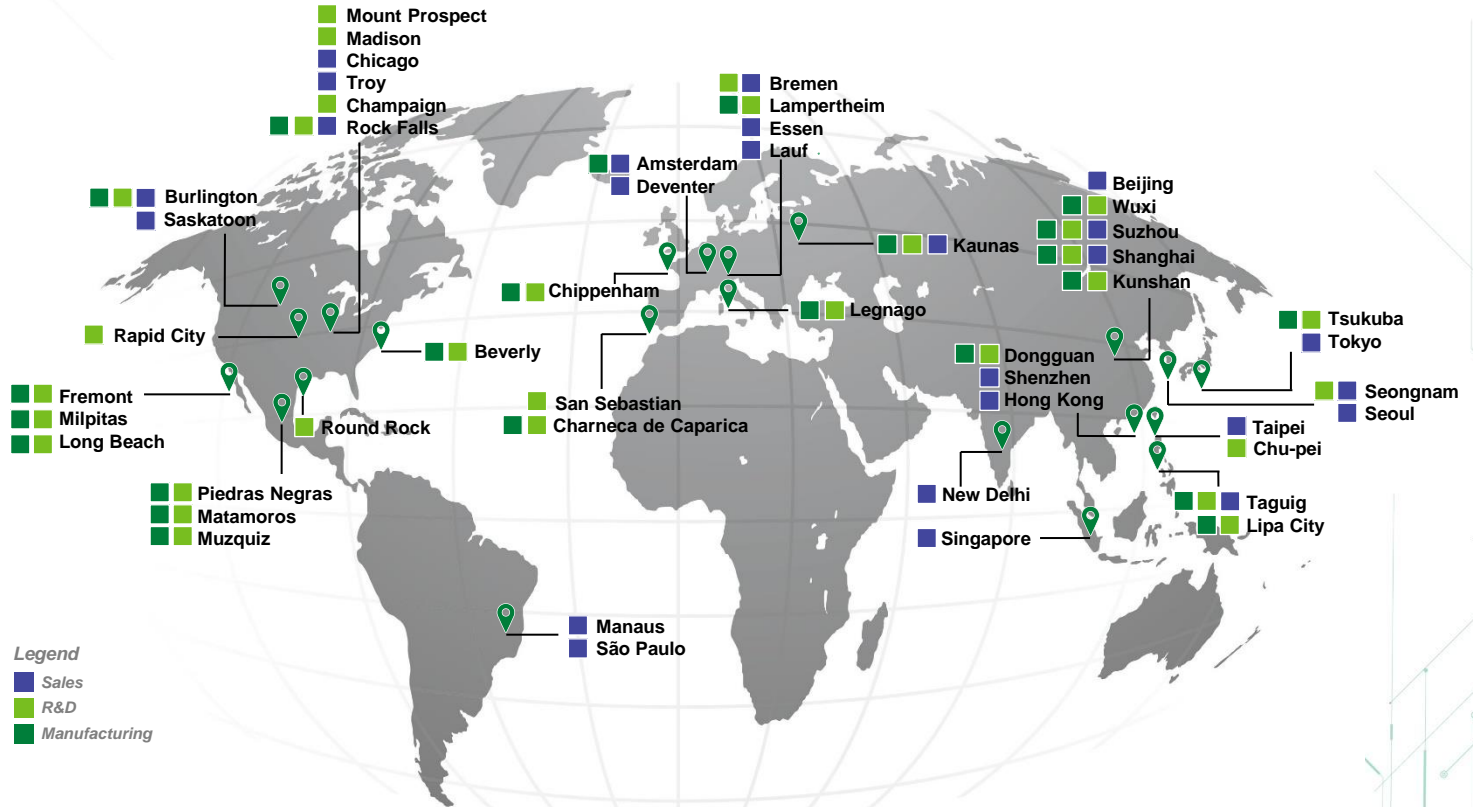 Mount Prospect
Madison
Chicago
Troy
Champaign
Rock Falls
Burlington
Saskatoon
Rapid City
Beverly
Fremont
Milpitas
Long Beach
Round Rock
Piedras Negras
Matamoros
Muzquiz
Manaus
São Paulo
Bremen
Lampertheim
Essen
Lauf
Amsterdam
Deventer
Kaunas
Chippenham
Legnago
San Sebastian
Charneca de Caparica
Beijing
Wuxi
Suzhou
Shanghai
Kunshan
Tsukuba
Tokyo
Seongnam
Seoul
Dongguan
Shenzhen
Hong Kong
Taipei
Chu-pei
New Delhi
Singapore
Taguig
Lipa City
Legend
Sales
R&D
Manufacturing